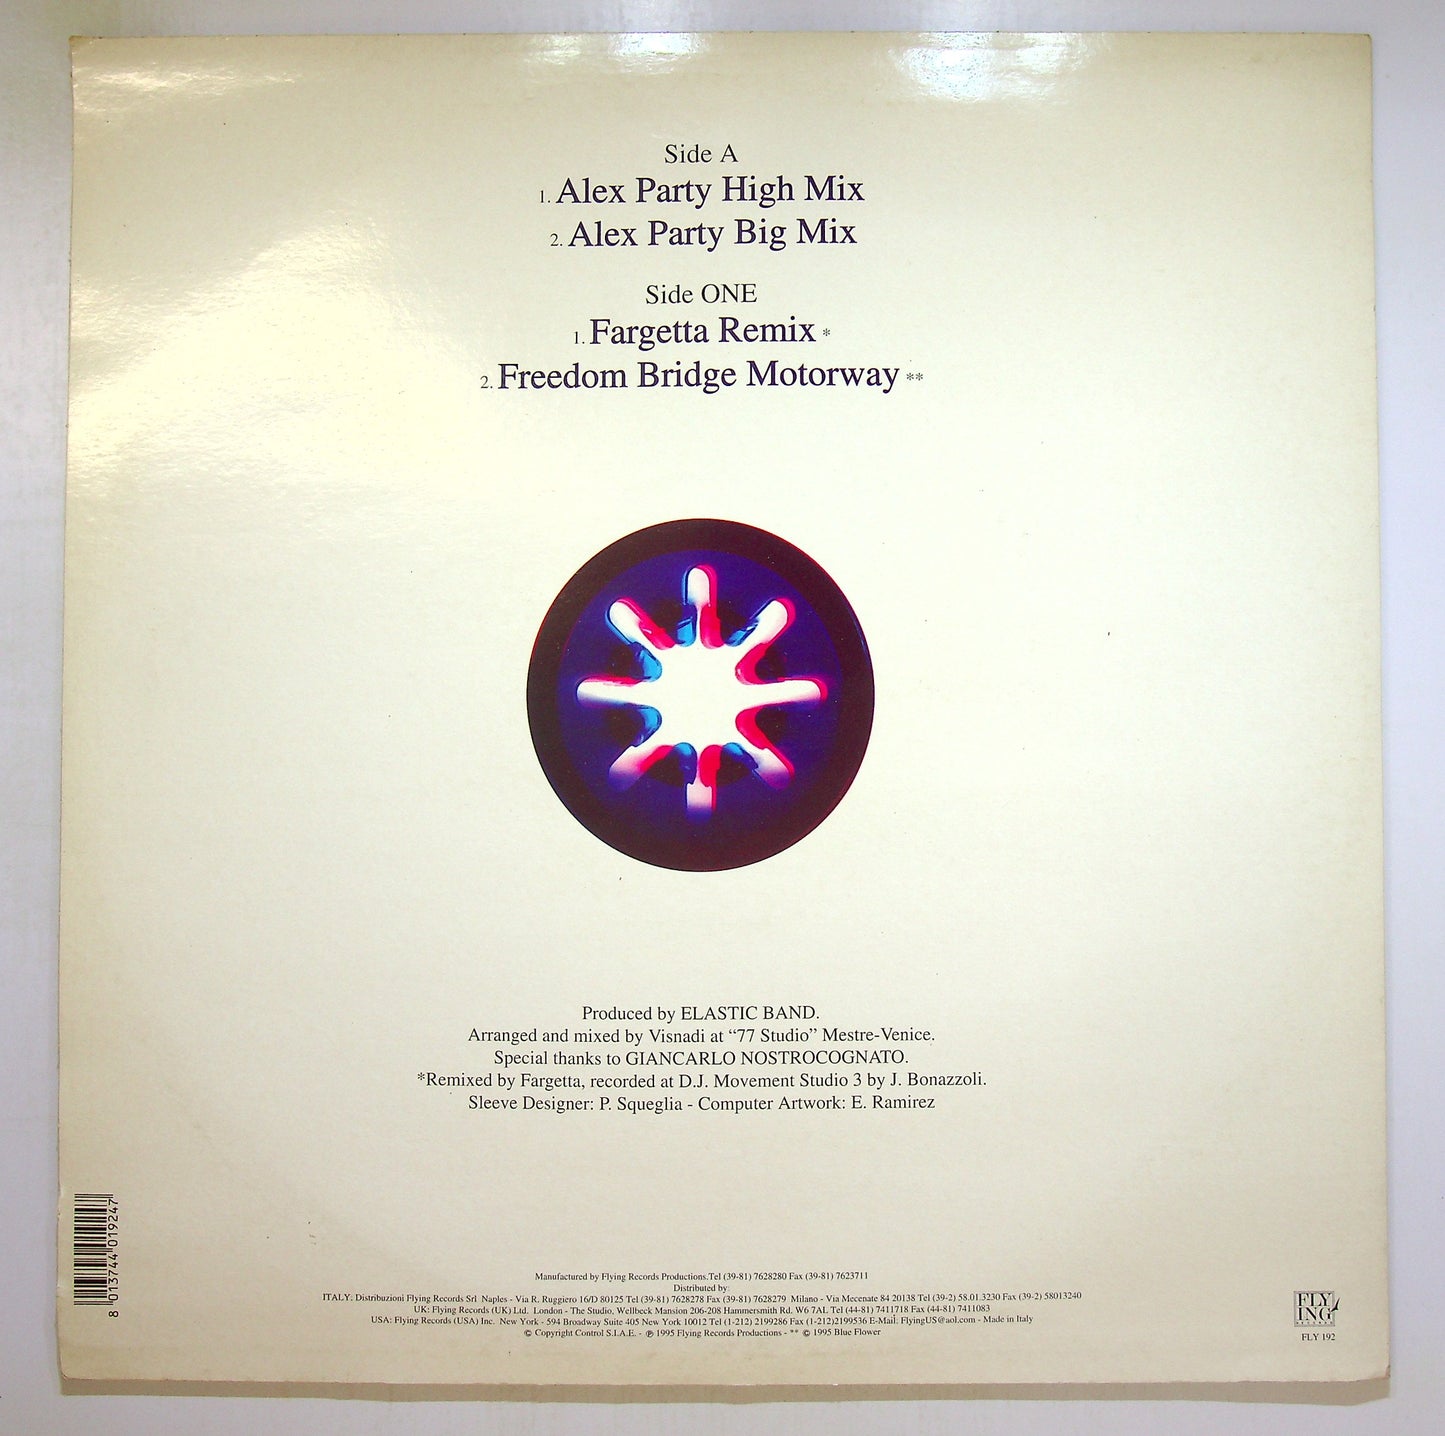 Side A
1. Alex Party High Mix
2. Alex Party Big Mix
Side ONE
1. Fargetta Remix *
2. Freedom Bridge Motorway **
Produced by ELASTIC BAND.
Arranged and mixed by Visnadi at “77 Studio” Mestre-Venice.
Special thanks to GIANCARLO NOSTROCOGNATO.
*Remixed by Fargetta, recorded at D.J. Movement Studio 3 by J. Bonazzoli.
Sleeve Designer: P. Squeglia - Computer Artwork: E. Ramirez
8 013744 019247
Manufactured by Flying Records Productions.Tel (39-81) 7628280 Fax (39-81) 7623711
Distributed by:
ITALY: Distribuzioni Flying Records Srl Naples - Via R. Ruggiero 16/D 80125 Tel (39-81) 7628278 Fax (39-81) 7628279 Milano - Via Mecenate 84 20138 Tel (39-2) 58.01.3230 Fax (39-2) 58013240
UK: Flying Records (UK) Ltd. London - The Studio, Wellbeck Mansion 206-208 Hammersmith Rd. W6 7AL Tel (44-81) 7411718 Fax (44-81) 7411083
USA: Flying Records (USA) Inc. New York - 594 Broadway Suite 405 New York 10012 Tel (1-212) 2199286 Fax (1-212)2199536 E-Mail: FlyingUS@aol.com - Made in Italy
© Copyright Control S.I.A.E. - ℗ 1995 Flying Records Productions - ** © 1995 Blue Flower
FLY
ING
RECORDS
FLY 192